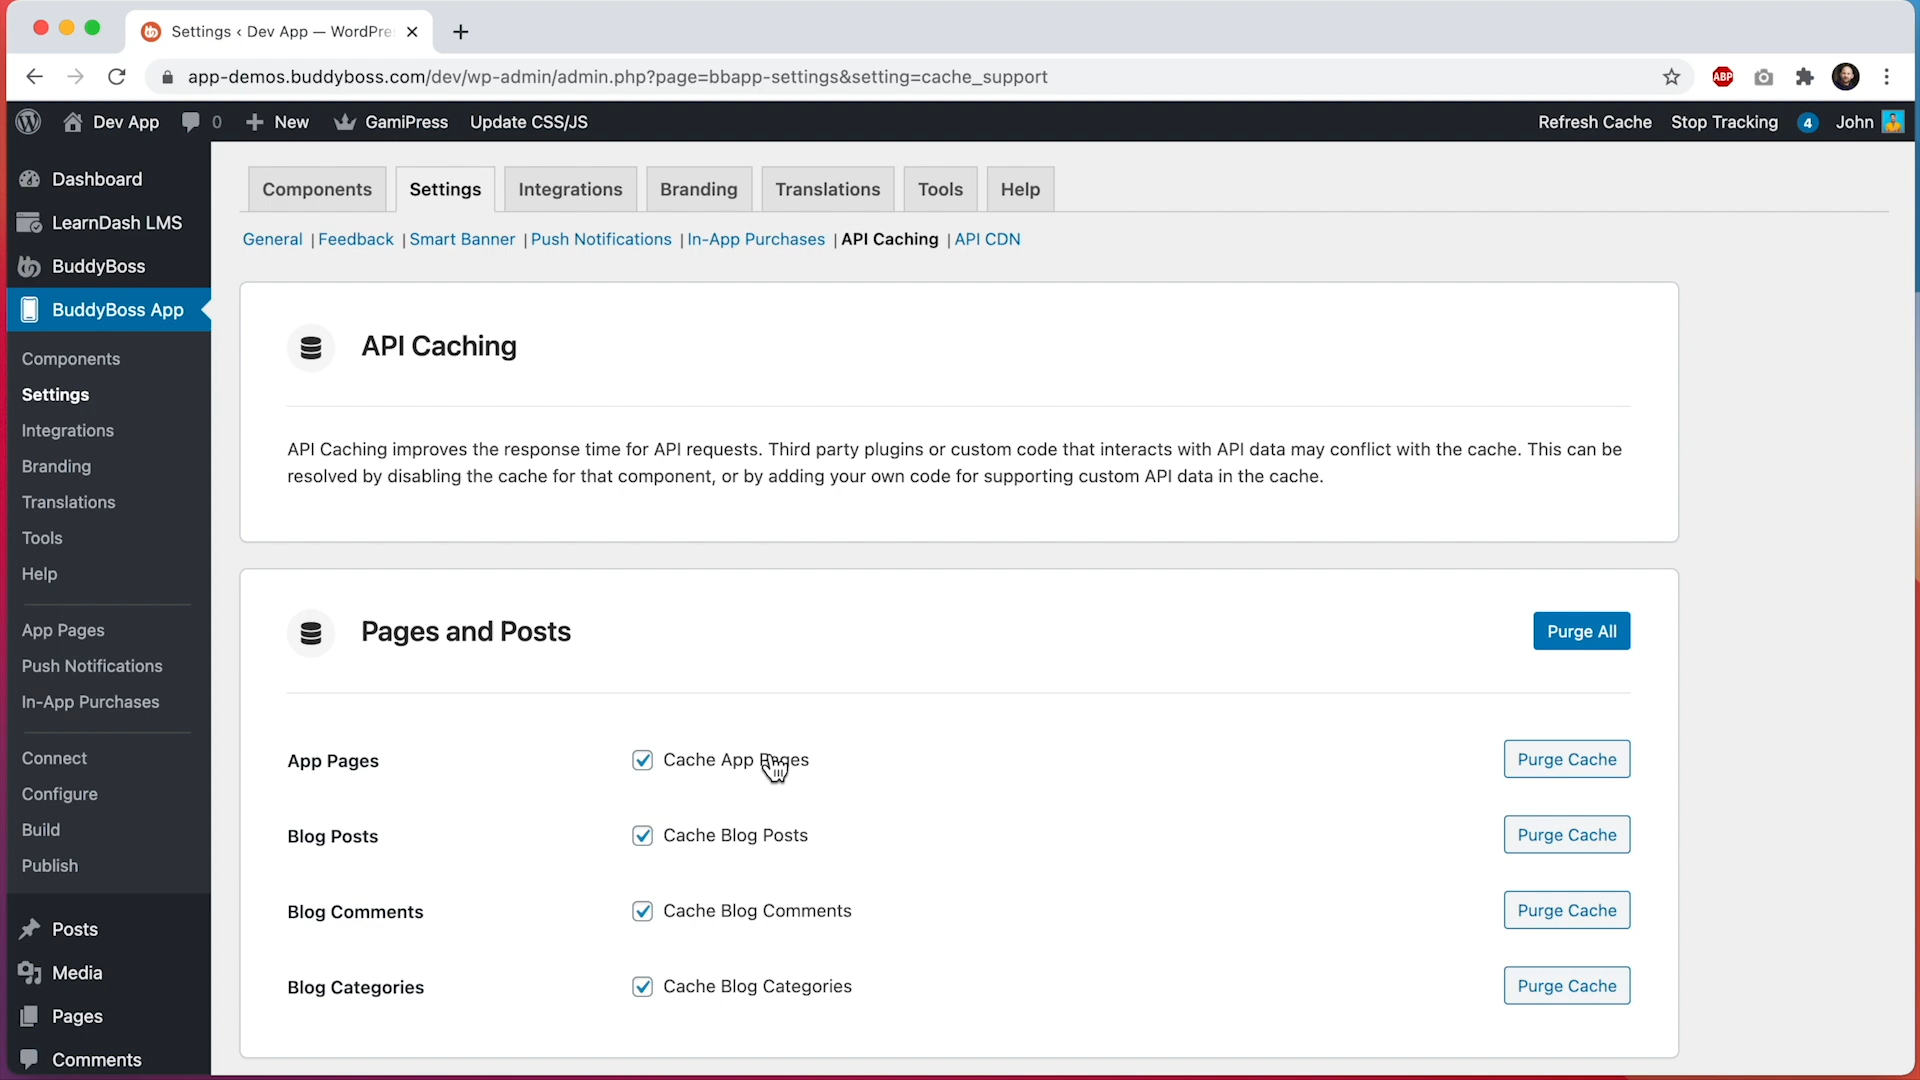 Settings ‹ Dev App — WordPre
app-demos.buddyboss.com/dev/wp-admin/admin.php?page=bbapp-settings&setting=cache_support
ABP
Dev App 0 New GamiPress Update CSS/JS Refresh Cache Stop Tracking 4 John
Dashboard
LearnDash LMS
BuddyBoss
BuddyBoss App
Components
Settings
Integrations
Branding
Translations
Tools
Help
App Pages
Push Notifications
In-App Purchases
Connect
Configure
Build
Publish
Posts
Media
Pages
Comments
Components Settings Integrations Branding Translations Tools Help
General | Feedback | Smart Banner | Push Notifications | In-App Purchases | API Caching | API CDN
API Caching
API Caching improves the response time for API requests. Third party plugins or custom code that interacts with API data may conflict with the cache. This can be
resolved by disabling the cache for that component, or by adding your own code for supporting custom API data in the cache.
Pages and Posts Purge All
App Pages Cache App Pages Purge Cache
Blog Posts Cache Blog Posts Purge Cache
Blog Comments Cache Blog Comments Purge Cache
Blog Categories Cache Blog Categories Purge Cache